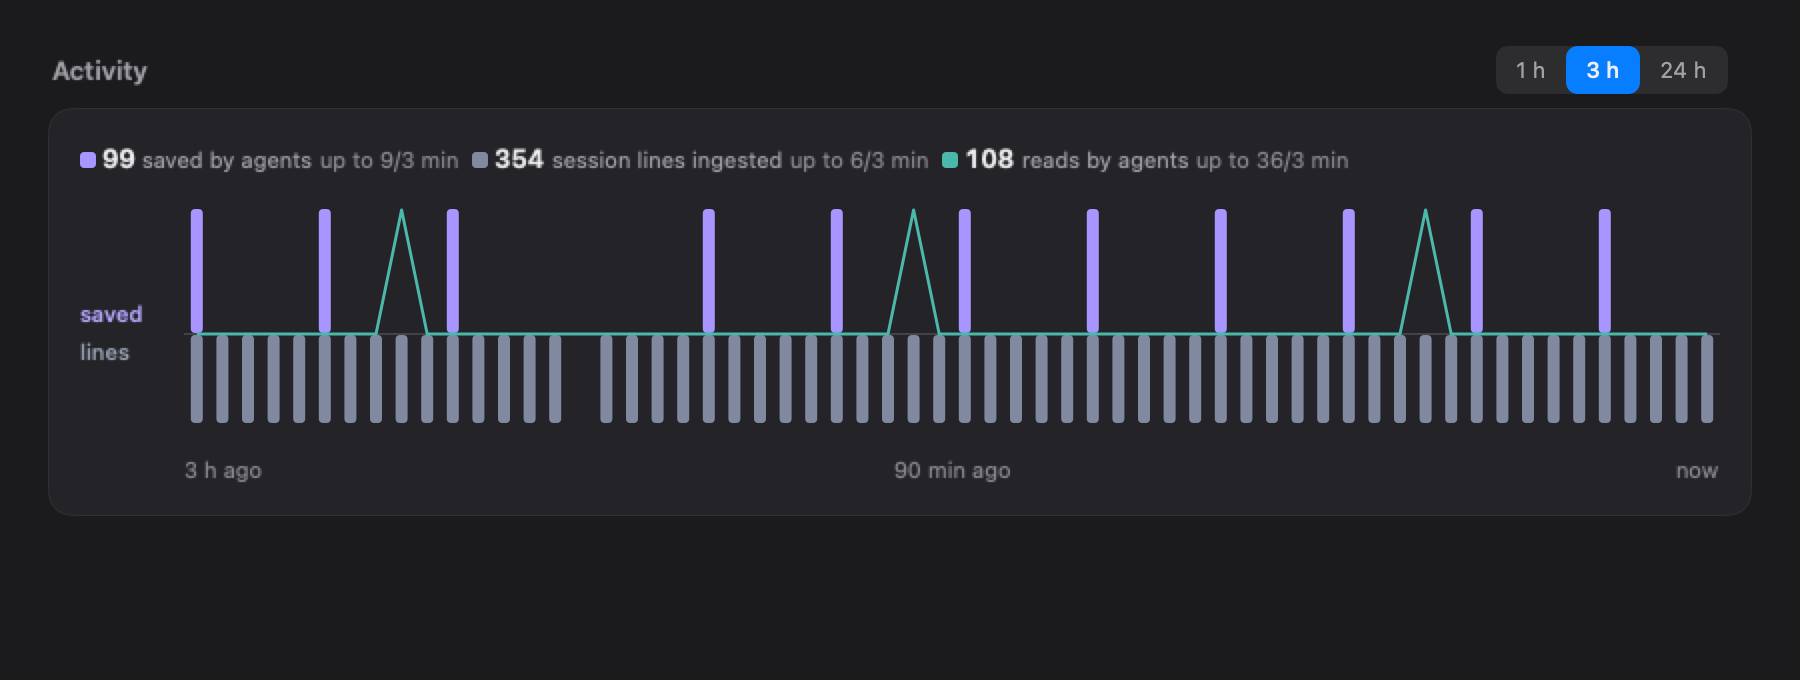 Activity
1 h 3 h 24 h
99 saved by agents up to 9/3 min 354 session lines ingested up to 6/3 min 108 reads by agents up to 36/3 min
saved
lines
3 h ago 90 min ago now